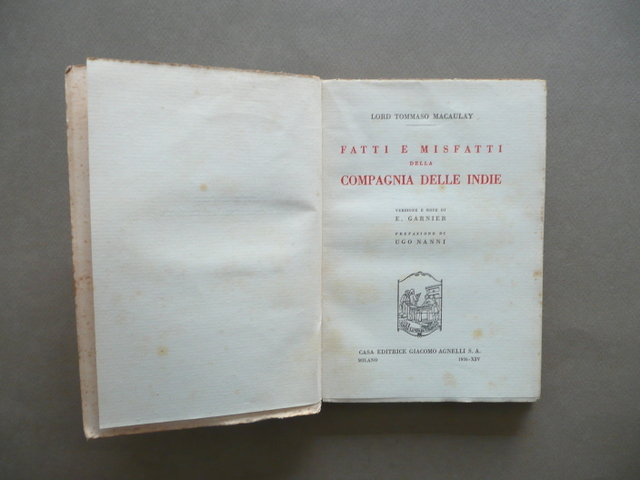 LORD TOMMASO MACAULAY
FATTI E MISFATTI
DELLA
COMPAGNIA DELLE INDIE
VERSIONE E NOTE DI
E. GARNIER
PREFAZIONE DI
UGO NANNI
CASA EDITRICE GIACOMO AGNELLI S. A.
MILANO 1936-XIV